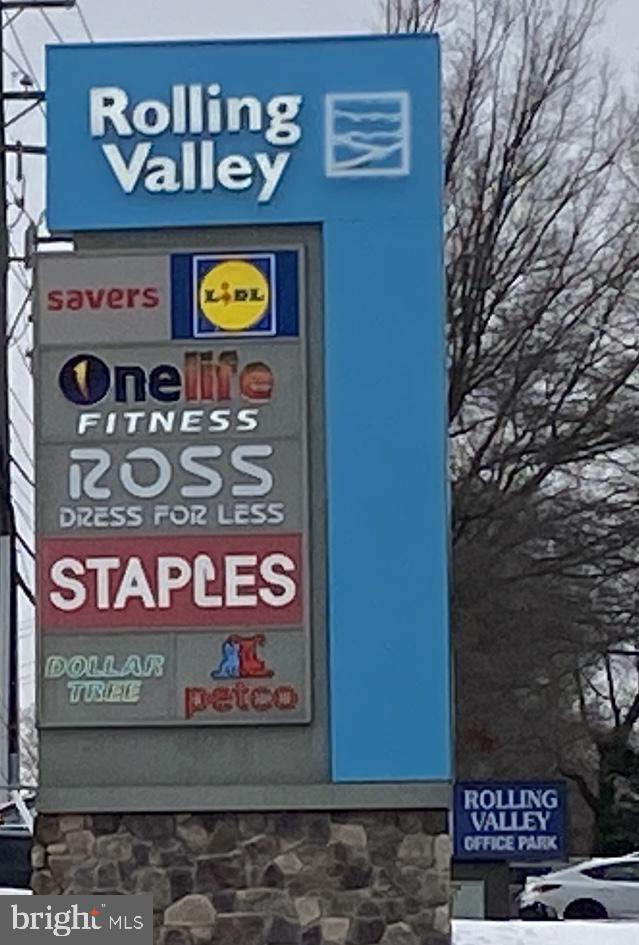 Rolling
Valley
savers
LIDL
Onelife
FITNESS
ROSS
DRESS FOR LESS
STAPLES
DOLLAR
TREE
petco
ROLLING
VALLEY
OFFICE PARK
bright MLS